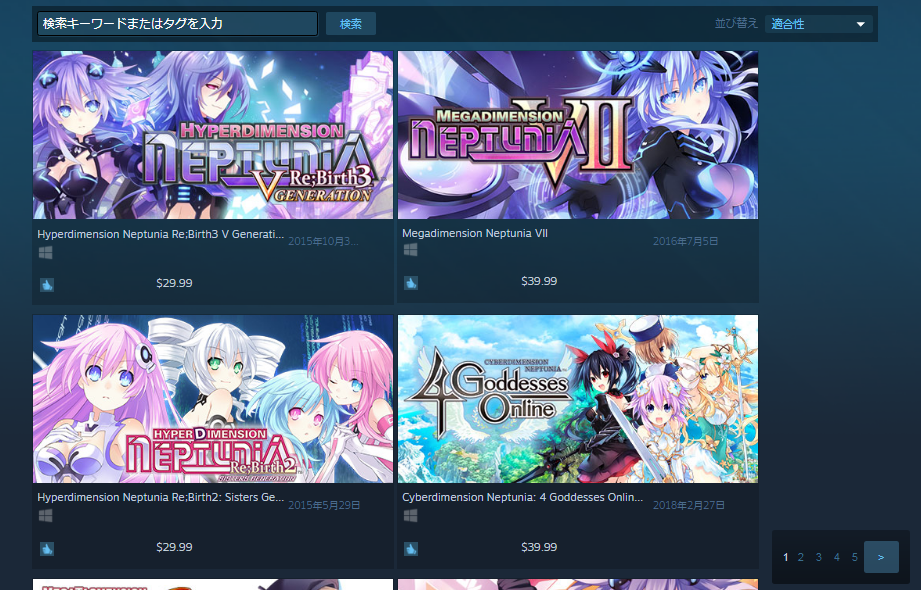 検索キーワードまたはタグを入力
検索
並び替え 適合性
HYPERDIMENSION
NEPTUNIA
Re;Birth3
V GENERATION
MEGADIMENSION
NEPTUNIA
VII
Hyperdimension Neptunia Re;Birth3 V Generati... 2015年10月3...
$29.99
Megadimension Neptunia VII 2016年7月5日
$39.99
HYPERDIMENSION
NEPTUNIA
Re;Birth2
CYBERDIMENSION
NEPTUNIA
4 Goddesses
Online
Hyperdimension Neptunia Re;Birth2: Sisters Ge... 2015年5月29日
$29.99
Cyberdimension Neptunia: 4 Goddesses Onlin... 2018年2月27日
$39.99
1 2 3 4 5 >